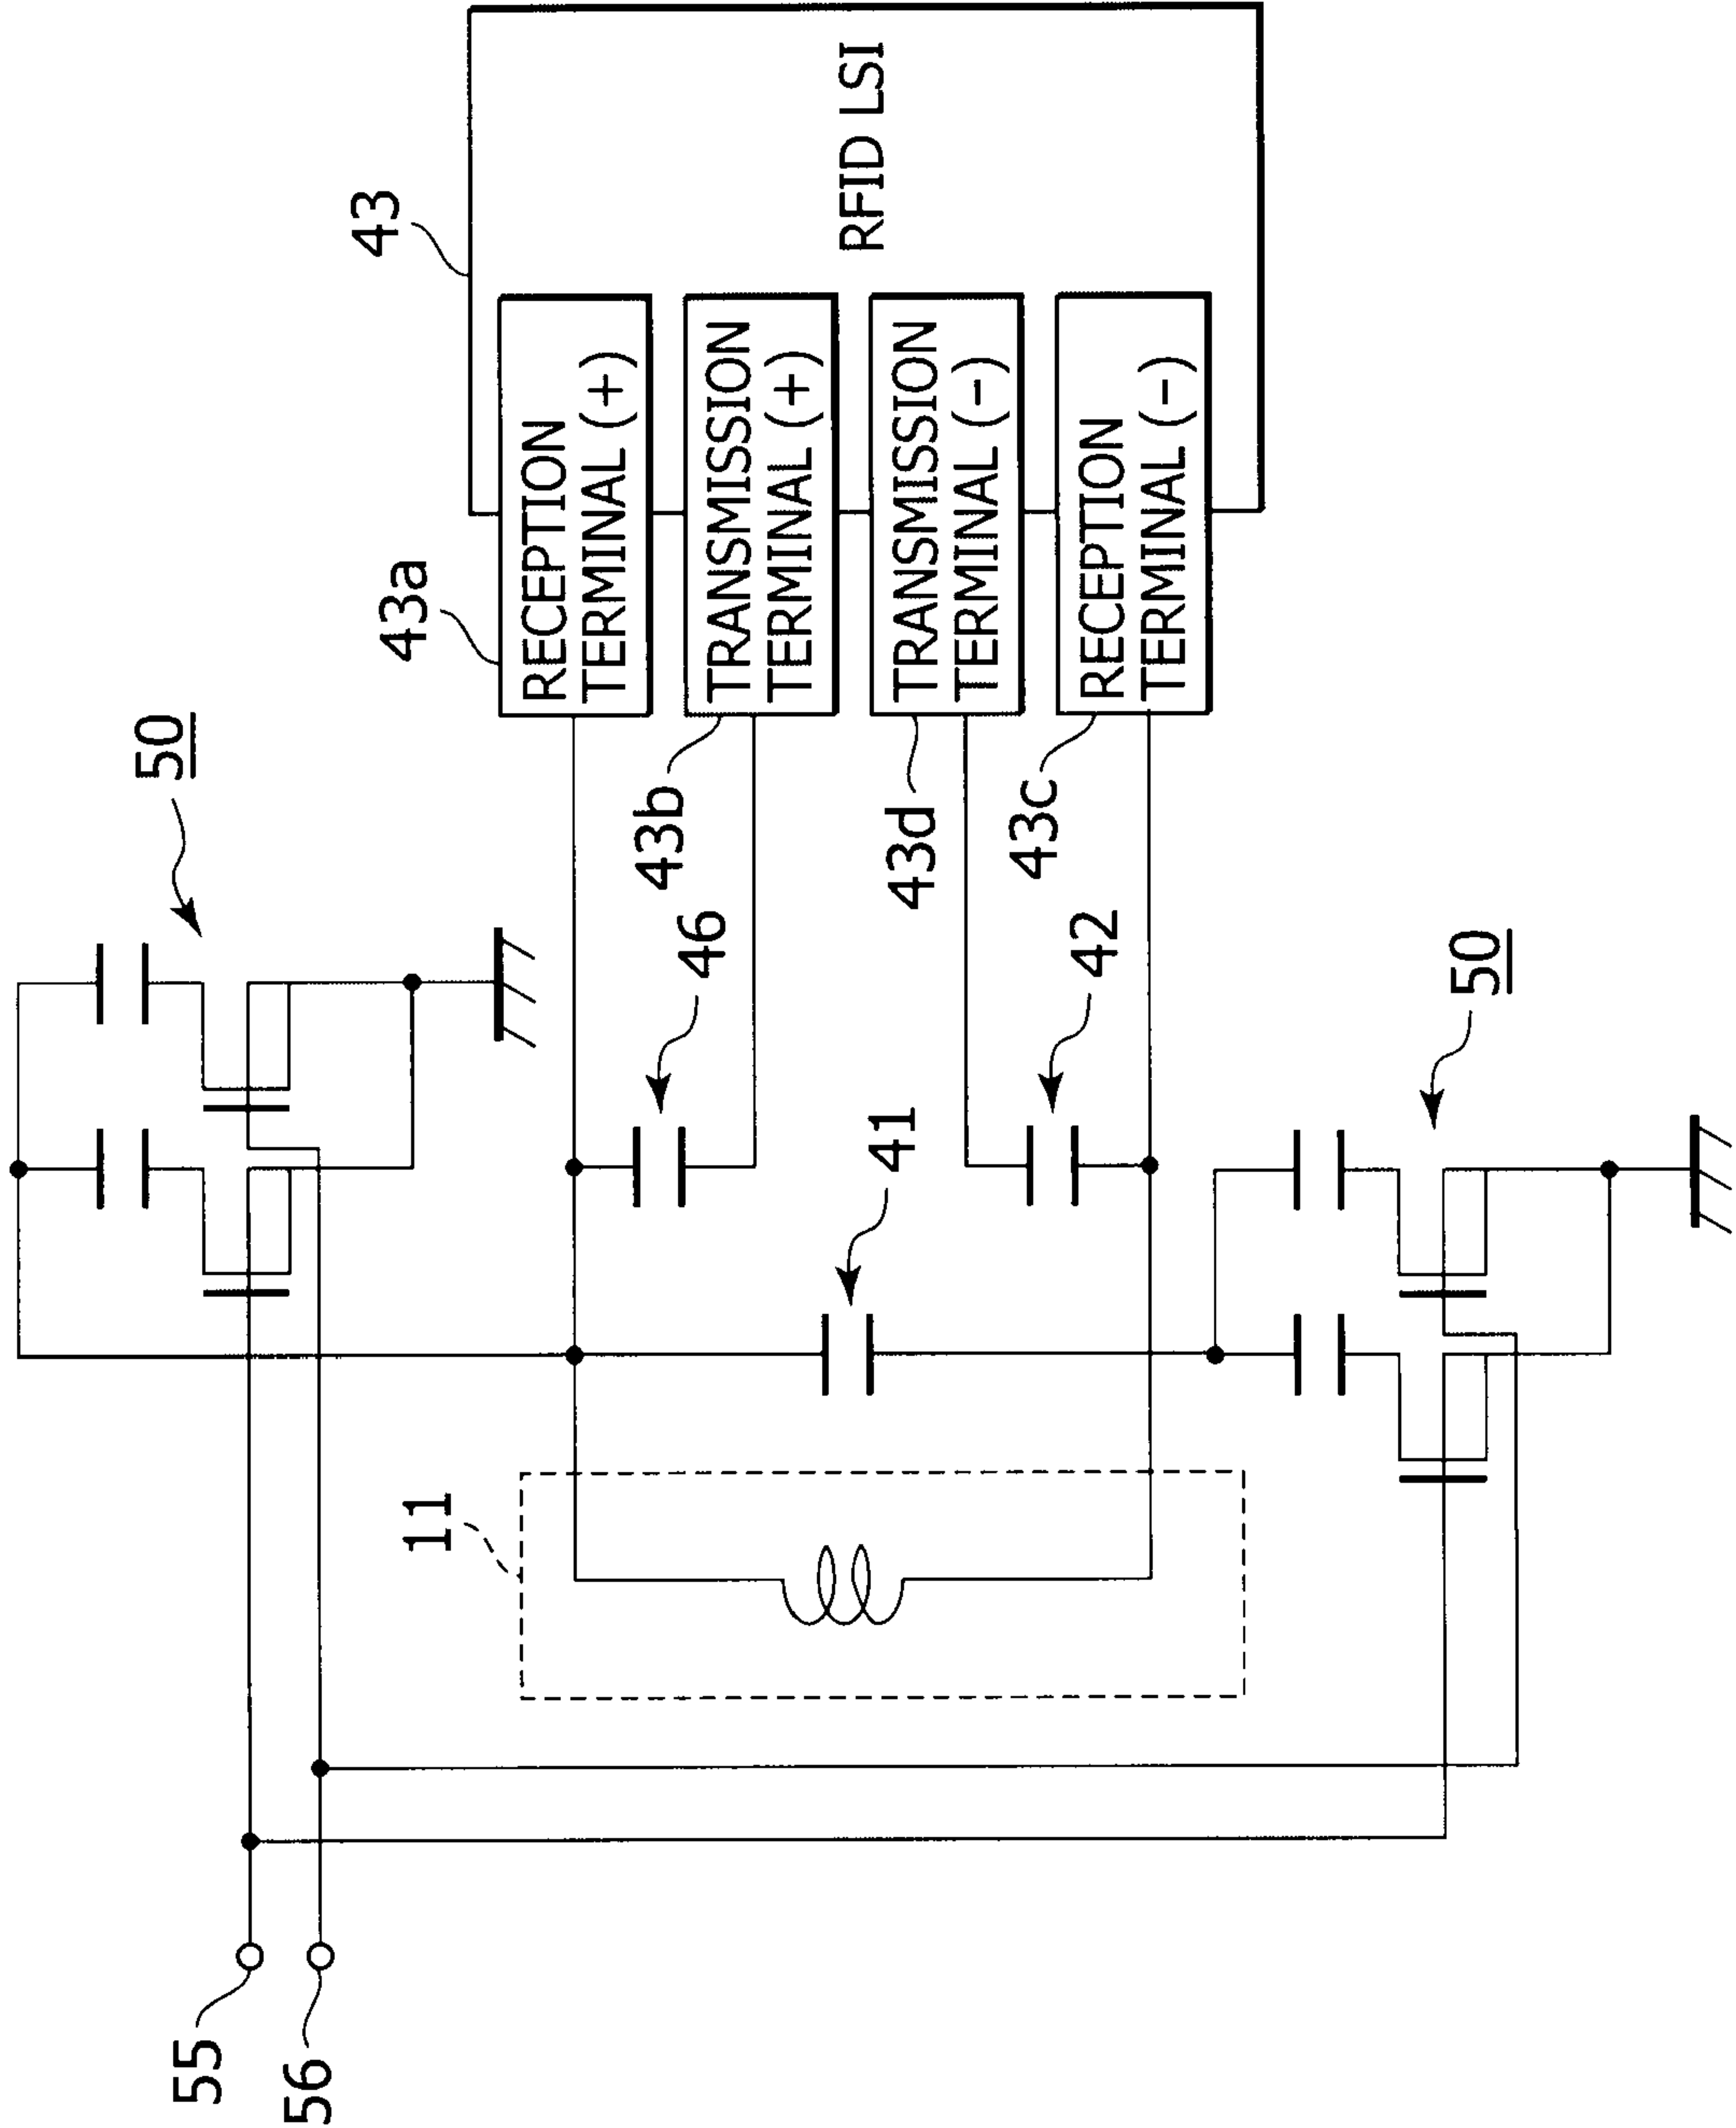 43
RFID LSI
43a
RECEPTION
TERMINAL (+)
43b
TRANSMISSION
TERMINAL (+)
43d
TRANSMISSION
TERMINAL (-)
43c
RECEPTION
TERMINAL (-)
50
46
42
41
50
11
55
56